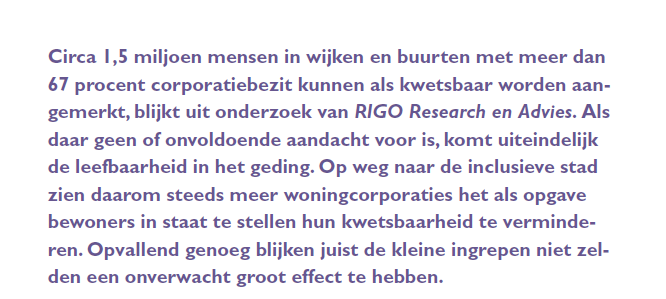 Circa 1,5 miljoen mensen in wijken en buurten met meer dan
67 procent corporatiebezit kunnen als kwetsbaar worden aan-
gemerkt, blijkt uit onderzoek van RIGO Research en Advies. Als
daar geen of onvoldoende aandacht voor is, komt uiteindelijk
de leefbaarheid in het geding. Op weg naar de inclusieve stad
zien daarom steeds meer woningcorporaties het als opgave
bewoners in staat te stellen hun kwetsbaarheid te verminde-
ren. Opvallend genoeg blijken juist de kleine ingrepen niet zel-
den een onverwacht groot effect te hebben.